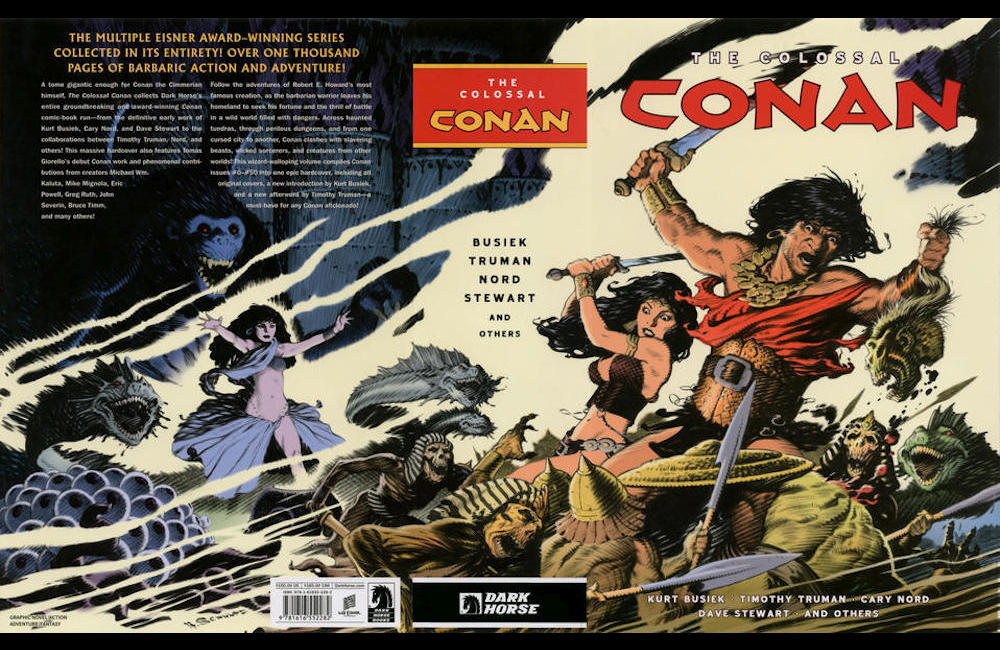 THE MULTIPLE EISNER AWARD–WINNING SERIES
COLLECTED IN ITS ENTIRETY! OVER ONE THOUSAND
PAGES OF BARBARIC ACTION AND ADVENTURE!
A tome gigantic enough for Conan the Cimmerian
himself, The Colossal Conan collects Dark Horse's
entire groundbreaking and award-winning Conan
comic-book run—from the definitive early work of
Kurt Busiek, Cary Nord, and Dave Stewart to the
collaborations between Timothy Truman, Nord, and
others! This massive hardcover also features Tomás
Giorello's debut Conan work and phenomenal contri-
butions from creators Michael Wm.
Kaluta, Mike Mignola, Eric
Powell, Greg Ruth, John
Severin, Bruce Timm,
and many others!
Follow the adventures of Robert E. Howard's most
famous creation, as the barbarian warrior leaves his
homeland to seek his fortune and the thrill of battle
in a wild world filled with dangers. Across haunted
tundras, through perilous dungeons, and from one
cursed city to another, Conan clashes with slavering
beasts, wicked sorcerers, and creatures from other
worlds! This wizard-walloping volume compiles Conan
issues #0–#50 into one epic hardcover, including all
original covers, a new introduction by Kurt Busiek,
and a new afterword by Timothy Truman—a
must-have for any Conan aficionado!
GRAPHIC NOVEL/ACTION
ADVENTURE/FANTASY
DarkHorse.com
9 781616 552282
DARK
HORSE
BOOKS
THE
COLOSSAL
CONAN
BUSIEK
TRUMAN
NORD
STEWART
AND
OTHERS
DARK
HORSE
THE COLOSSAL
CONAN
KURT BUSIEK · TIMOTHY TRUMAN · CARY NORD
DAVE STEWART · AND OTHERS